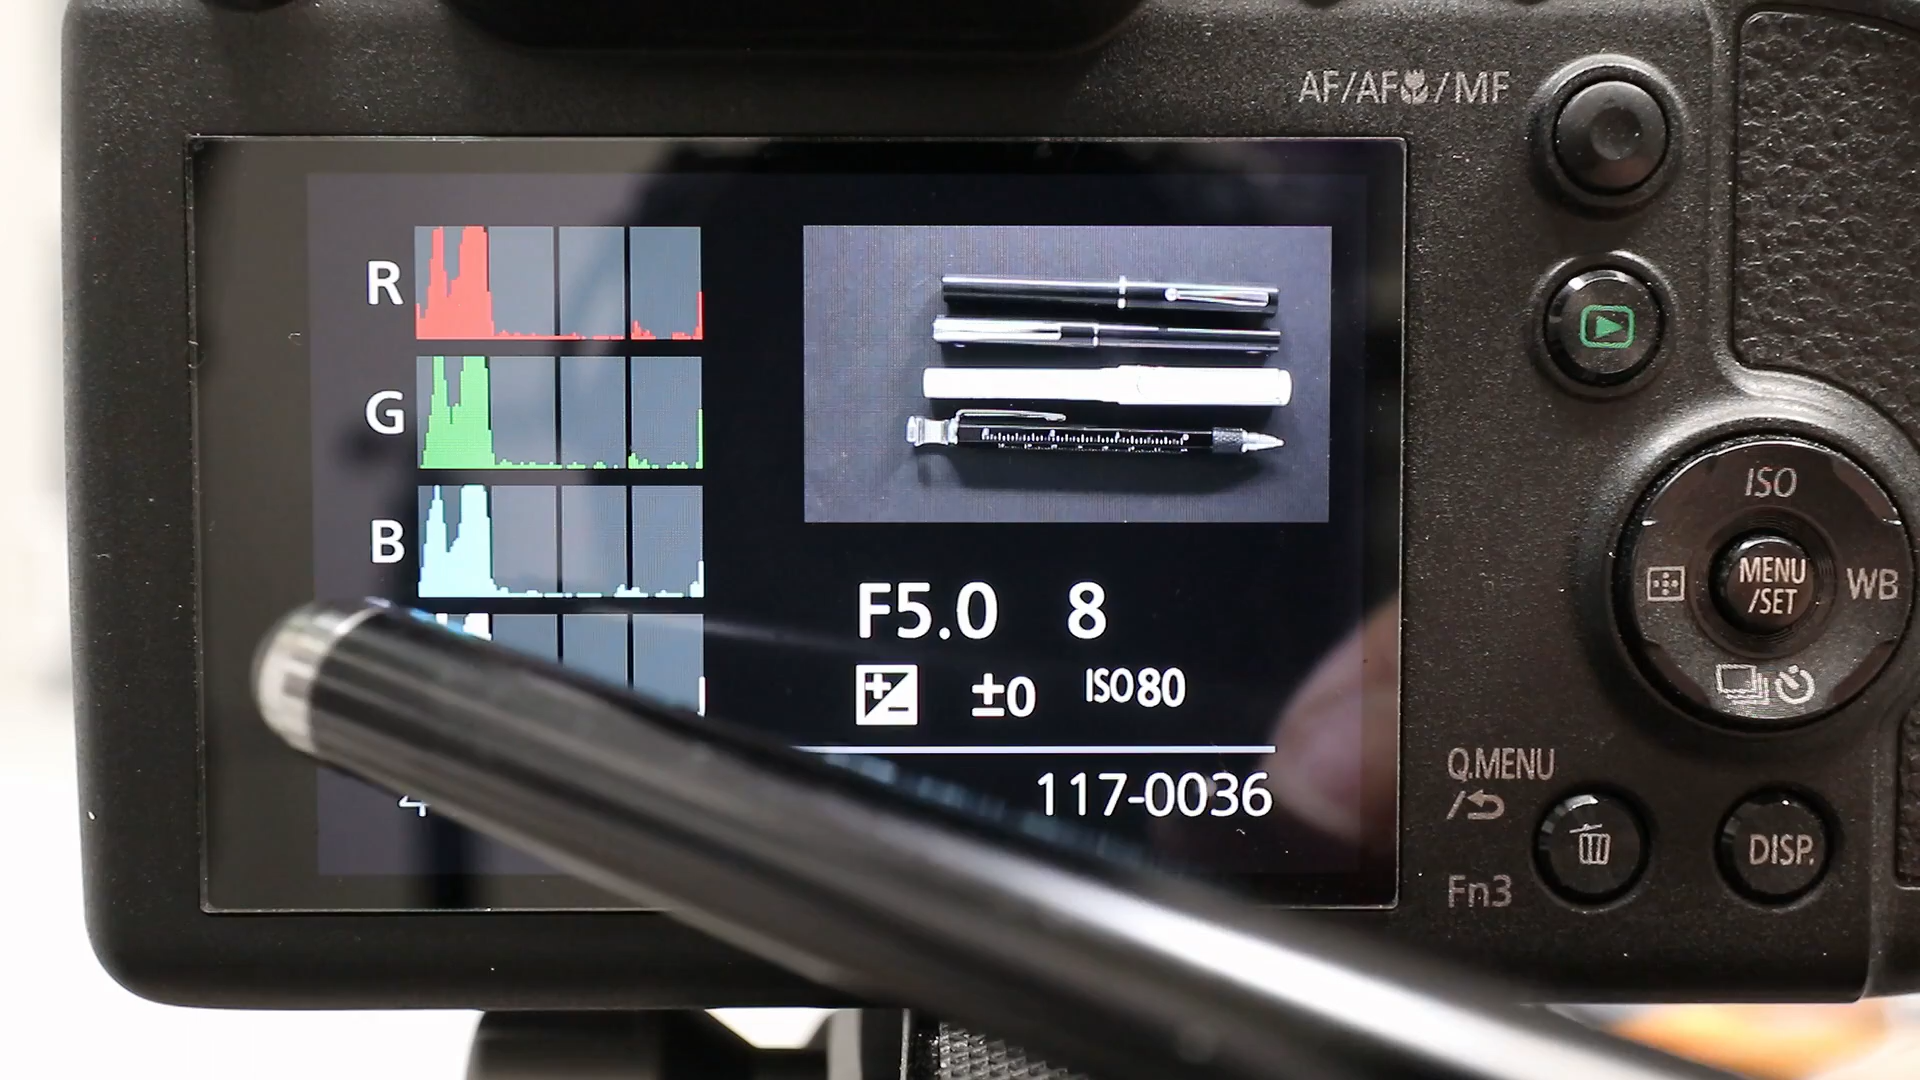 AF/AF/MF
R
G
B
F5.0 8
±0 ISO80
117-0036
ISO
MENU
/SET
WB
Q.MENU
/
DISP.
Fn3